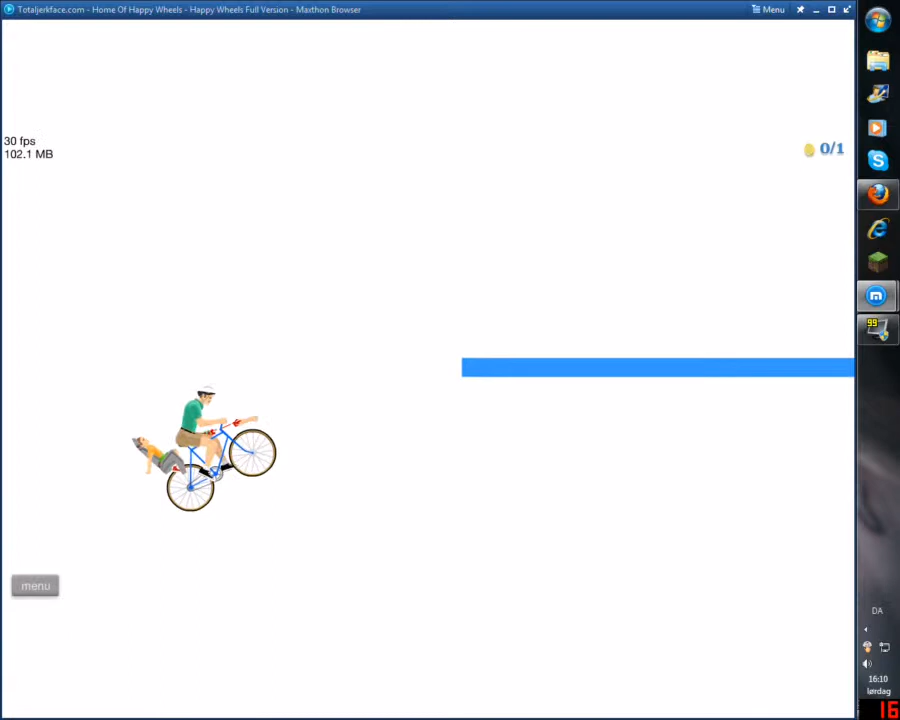 Totaljerkface.com - Home Of Happy Wheels - Happy Wheels Full Version - Maxthon Browser
Menu
30 fps
102.1 MB
0/1
99
menu
DA
16:10
lørdag
16